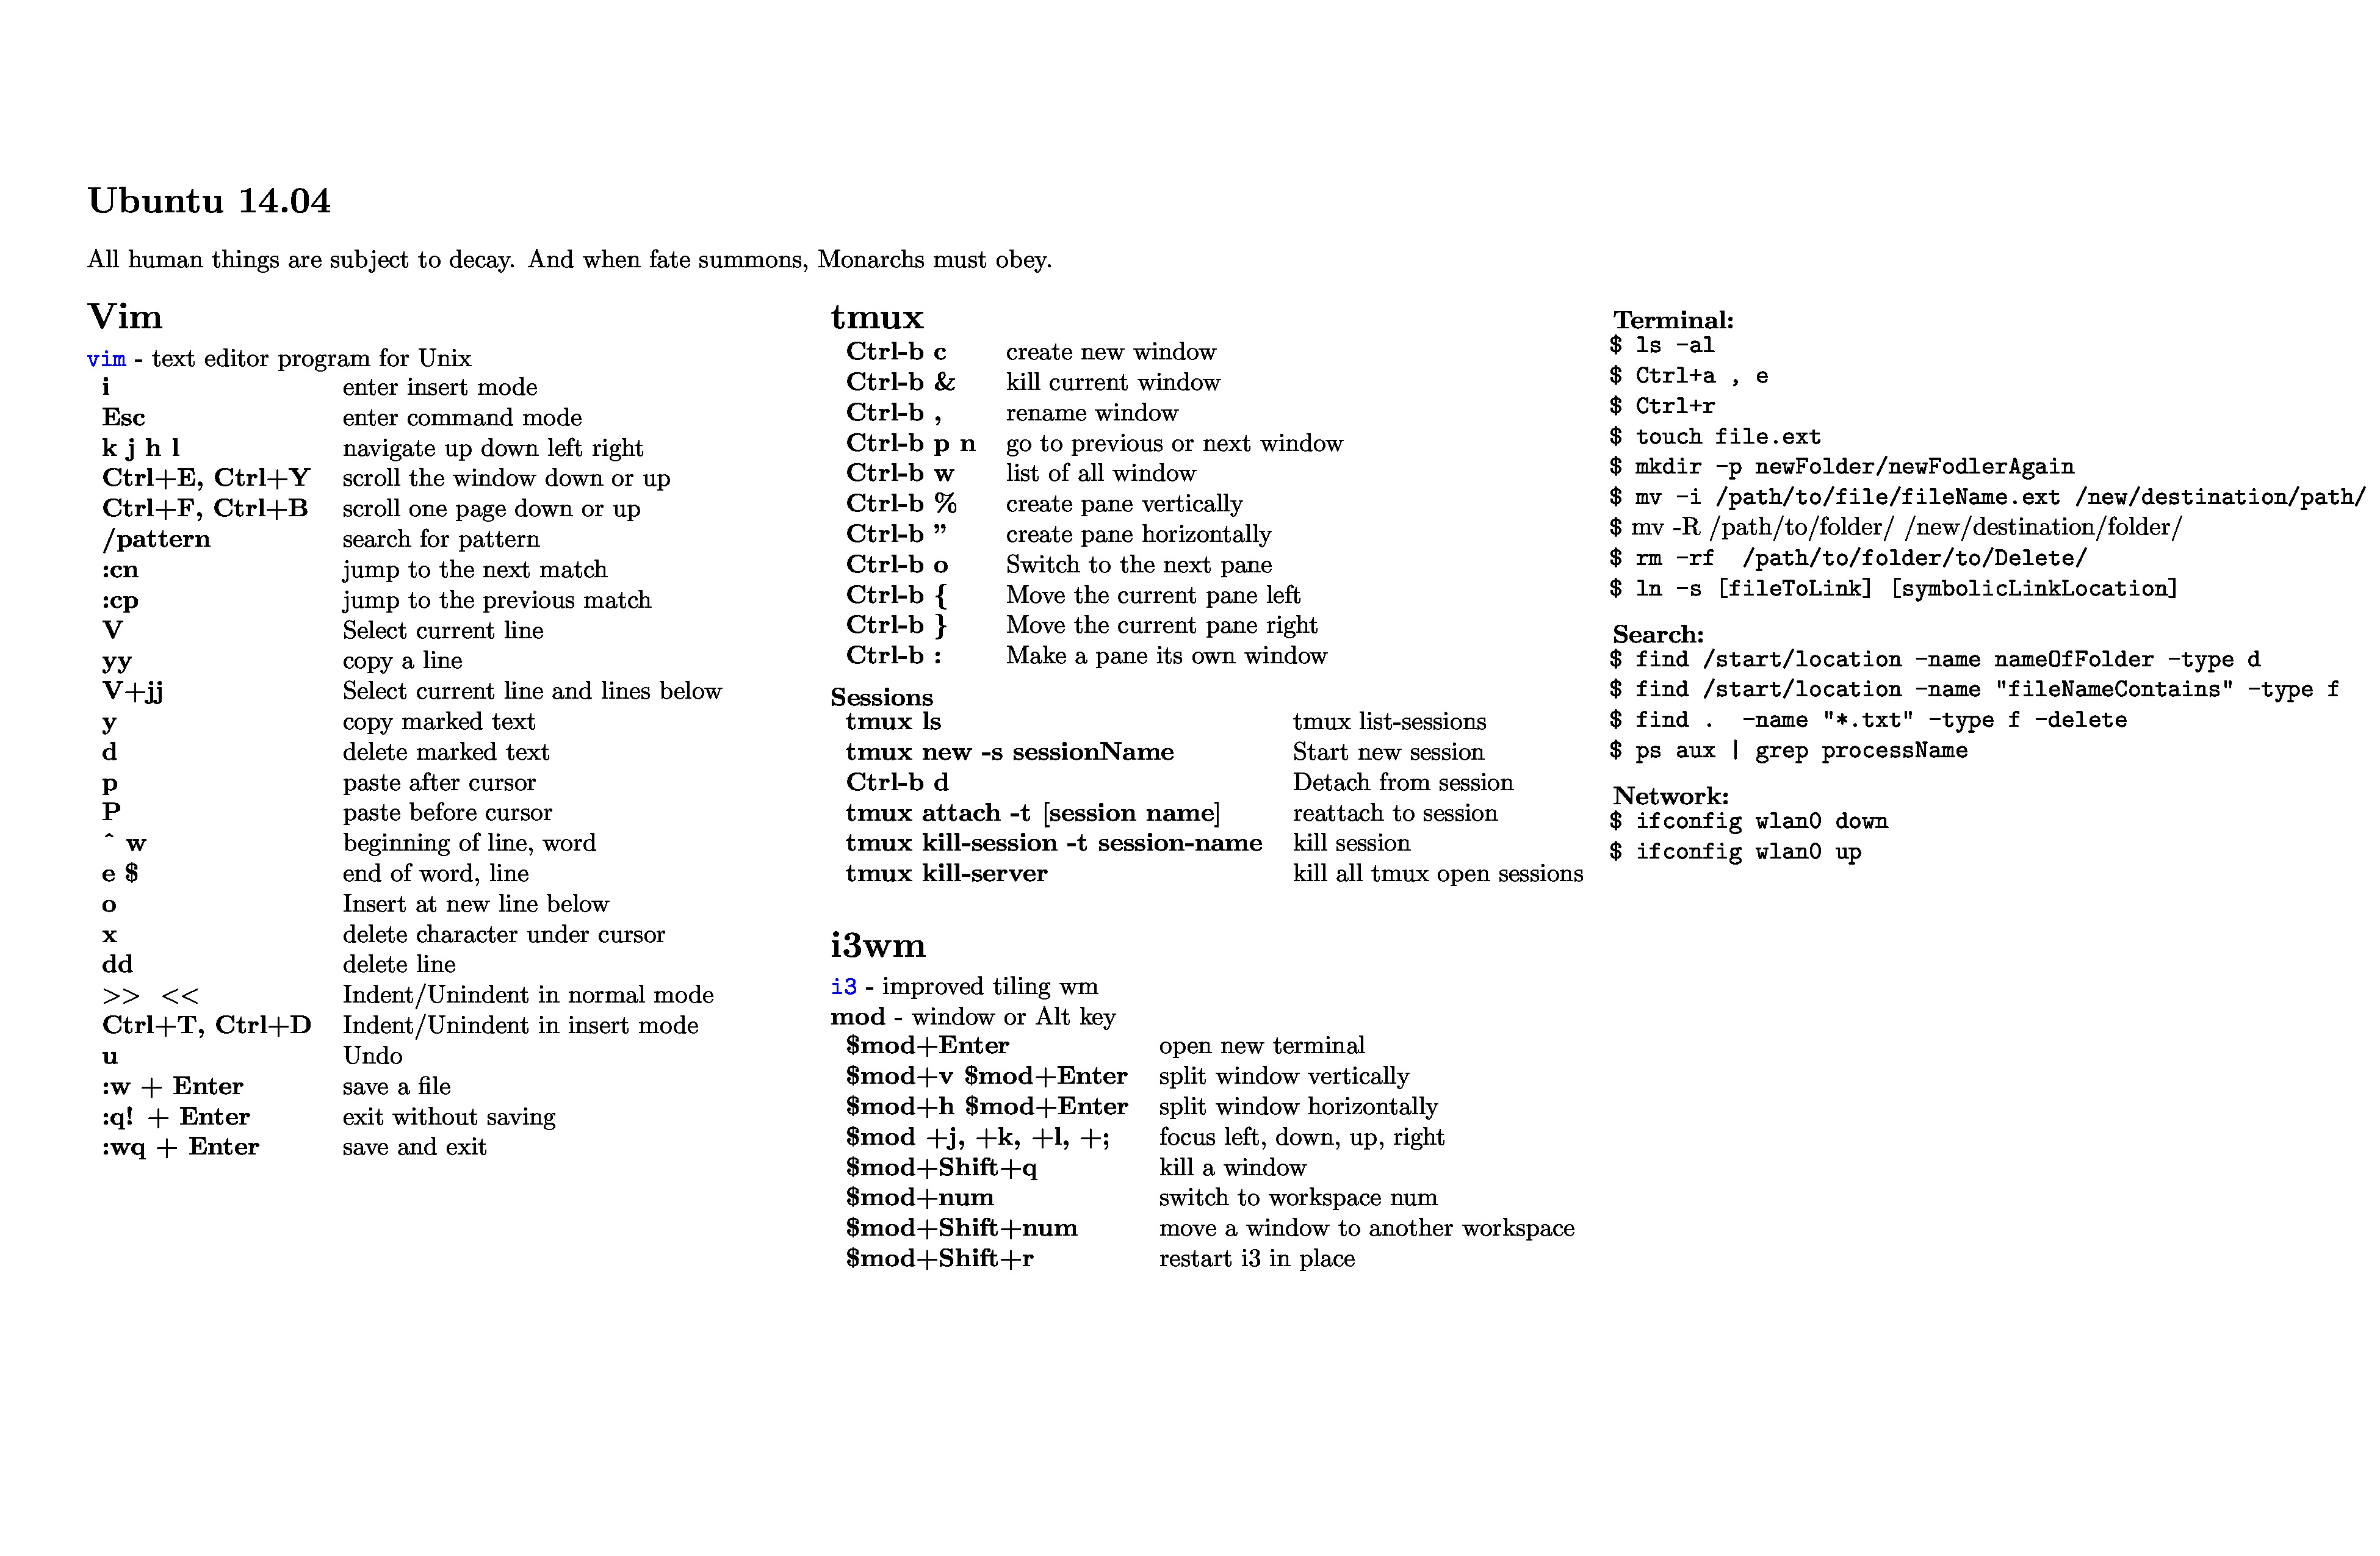 Ubuntu 14.04
All human things are subject to decay. And when fate summons, Monarchs must obey.
Vim
vim - text editor program for Unix
i enter insert mode
Esc enter command mode
k j h l navigate up down left right
Ctrl+E, Ctrl+Y scroll the window down or up
Ctrl+F, Ctrl+B scroll one page down or up
/pattern search for pattern
:cn jump to the next match
:cp jump to the previous match
V Select current line
yy copy a line
V+jj Select current line and lines below
y copy marked text
d delete marked text
p paste after cursor
P paste before cursor
^ w beginning of line, word
e $ end of word, line
o Insert at new line below
x delete character under cursor
dd delete line
>> << Indent/Unindent in normal mode
Ctrl+T, Ctrl+D Indent/Unindent in insert mode
u Undo
:w + Enter save a file
:q! + Enter exit without saving
:wq + Enter save and exit
tmux
Ctrl-b c create new window
Ctrl-b & kill current window
Ctrl-b , rename window
Ctrl-b p n go to previous or next window
Ctrl-b w list of all window
Ctrl-b % create pane vertically
Ctrl-b ” create pane horizontally
Ctrl-b o Switch to the next pane
Ctrl-b { Move the current pane left
Ctrl-b } Move the current pane right
Ctrl-b : Make a pane its own window
Sessions
tmux ls tmux list-sessions
tmux new -s sessionName Start new session
Ctrl-b d Detach from session
tmux attach -t [session name] reattach to session
tmux kill-session -t session-name kill session
tmux kill-server kill all tmux open sessions
i3wm
i3 - improved tiling wm
mod - window or Alt key
$mod+Enter open new terminal
$mod+v $mod+Enter split window vertically
$mod+h $mod+Enter split window horizontally
$mod +j, +k, +l, +; focus left, down, up, right
$mod+Shift+q kill a window
$mod+num switch to workspace num
$mod+Shift+num move a window to another workspace
$mod+Shift+r restart i3 in place
Terminal:
$ ls -al
$ Ctrl+a , e
$ Ctrl+r
$ touch file.ext
$ mkdir -p newFolder/newFodlerAgain
$ mv -i /path/to/file/fileName.ext /new/destination/path/
$ mv -R /path/to/folder/ /new/destination/folder/
$ rm -rf /path/to/folder/to/Delete/
$ ln -s [fileToLink] [symbolicLinkLocation]
Search:
$ find /start/location -name nameOfFolder -type d
$ find /start/location -name "fileNameContains" -type f
$ find . -name "*.txt" -type f -delete
$ ps aux | grep processName
Network:
$ ifconfig wlan0 down
$ ifconfig wlan0 up